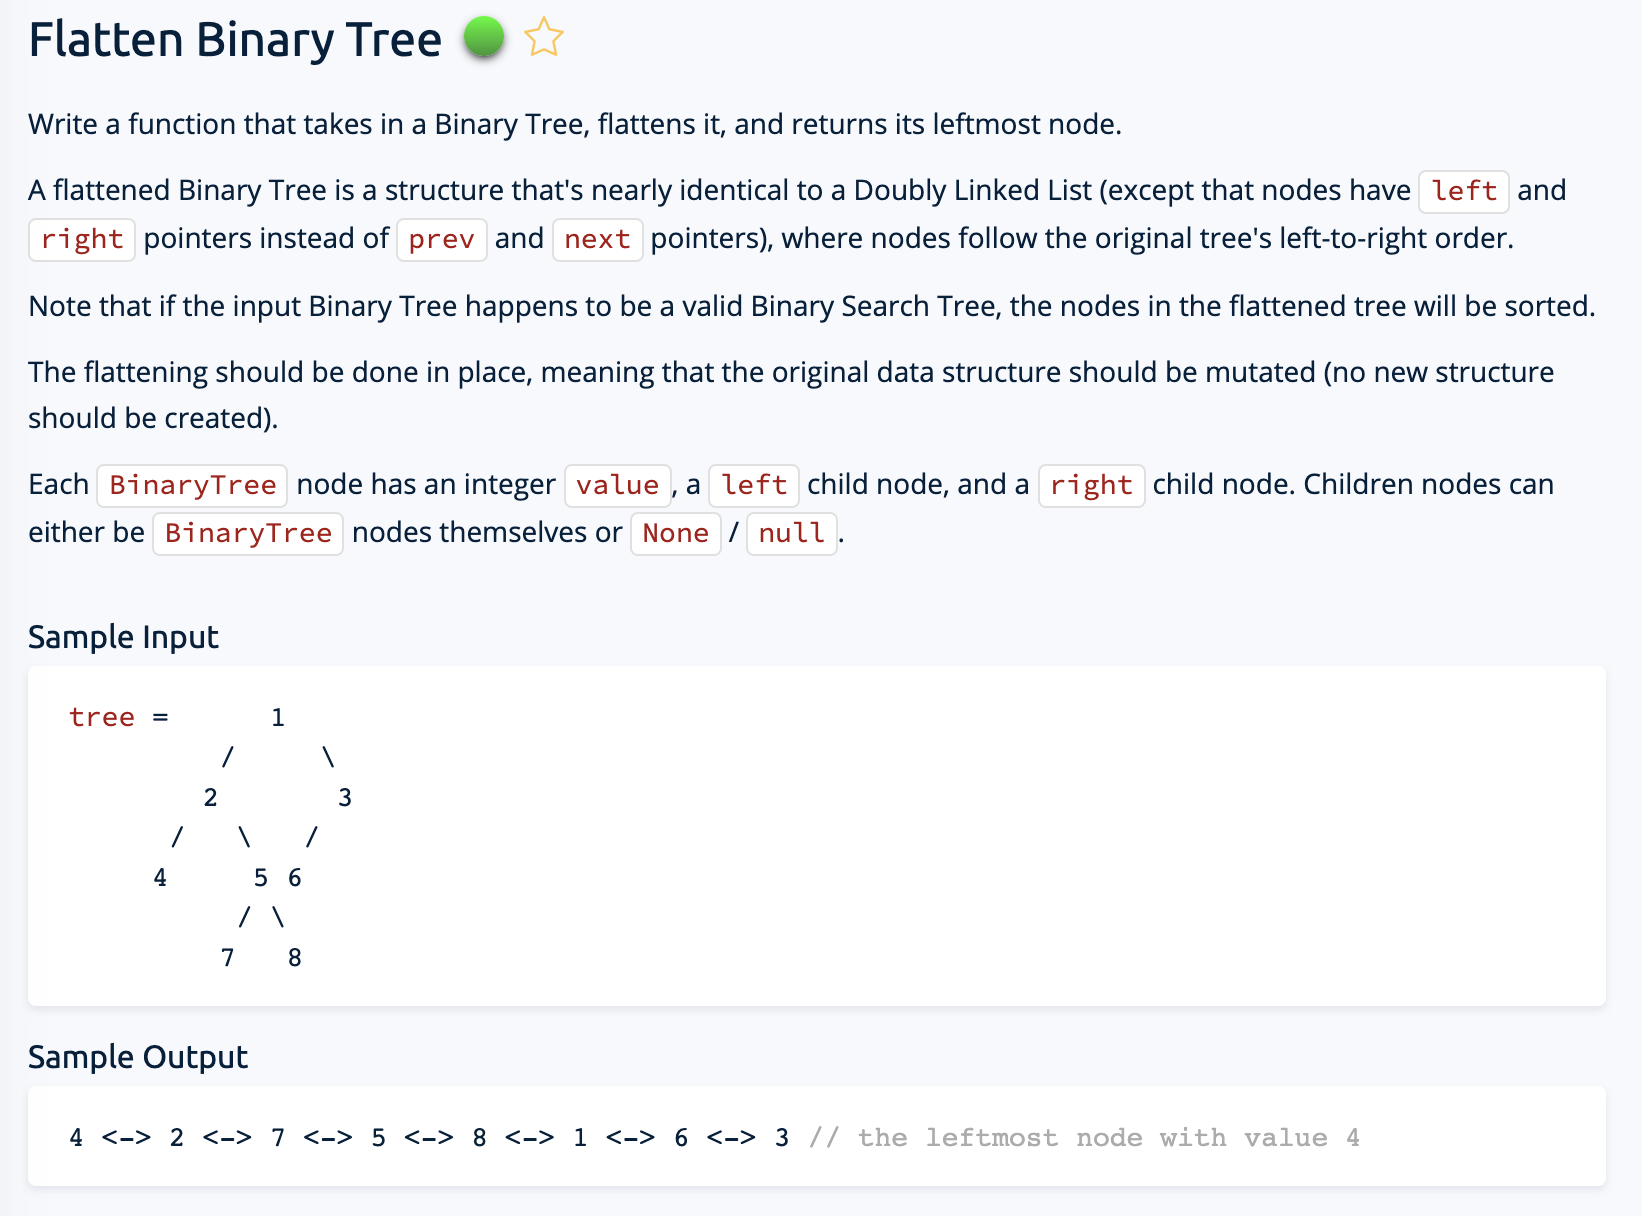 Flatten Binary Tree
Write a function that takes in a Binary Tree, flattens it, and returns its leftmost node.
A flattened Binary Tree is a structure that's nearly identical to a Doubly Linked List (except that nodes have left and
right pointers instead of prev and next pointers), where nodes follow the original tree's left-to-right order.
Note that if the input Binary Tree happens to be a valid Binary Search Tree, the nodes in the flattened tree will be sorted.
The flattening should be done in place, meaning that the original data structure should be mutated (no new structure
should be created).
Each BinaryTree node has an integer value, a left child node, and a right child node. Children nodes can
either be BinaryTree nodes themselves or None / null.
Sample Input
tree =      1
         /     \
        2       3
      /   \   /
     4     5 6
          / \
         7   8
Sample Output
4 <-> 2 <-> 7 <-> 5 <-> 8 <-> 1 <-> 6 <-> 3 // the leftmost node with value 4